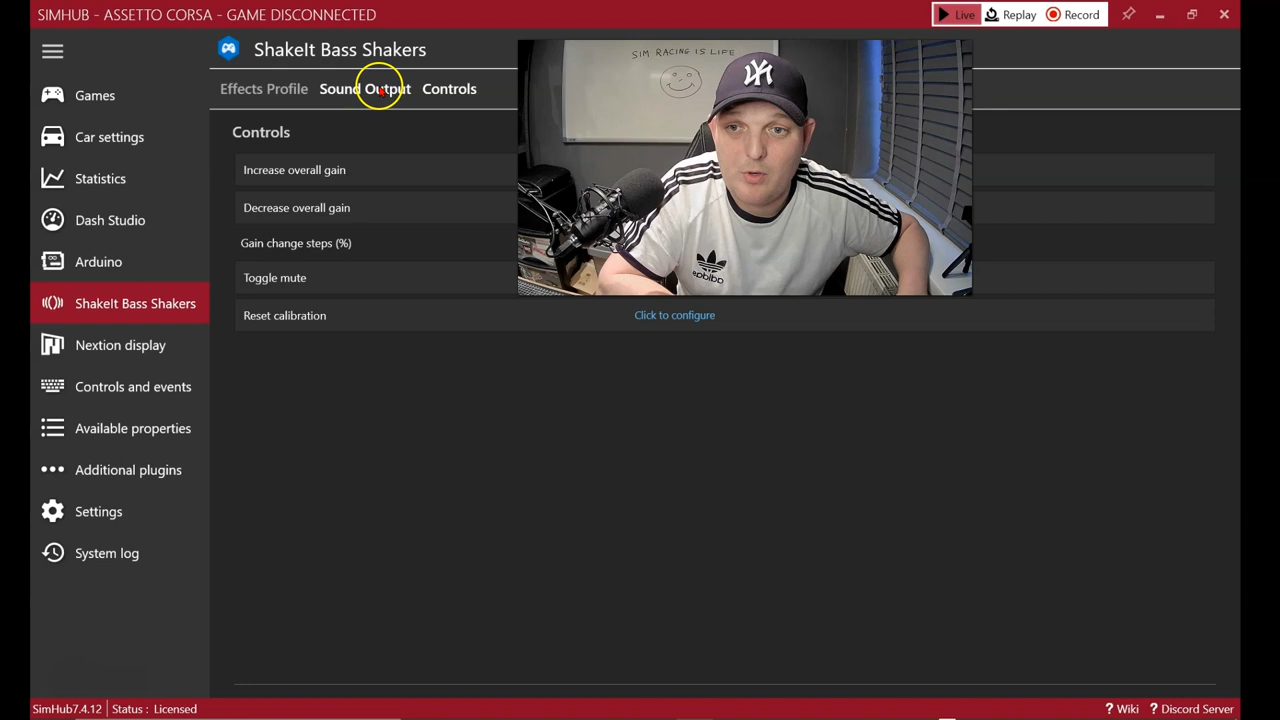 SIMHUB - ASSETTO CORSA - GAME DISCONNECTED
Live
Replay
Record
ShakeIt Bass Shakers
Effects Profile
Sound Output
Controls
Games
Car settings
Statistics
Dash Studio
Arduino
ShakeIt Bass Shakers
Nextion display
Controls and events
Available properties
Additional plugins
Settings
System log
Controls
Increase overall gain
Decrease overall gain
Gain change steps (%)
Toggle mute
Reset calibration
Click to configure
SIM RACING IS LIFE
NY
adidas
SimHub7.4.12
Status : Licensed
? Wiki
? Discord Server